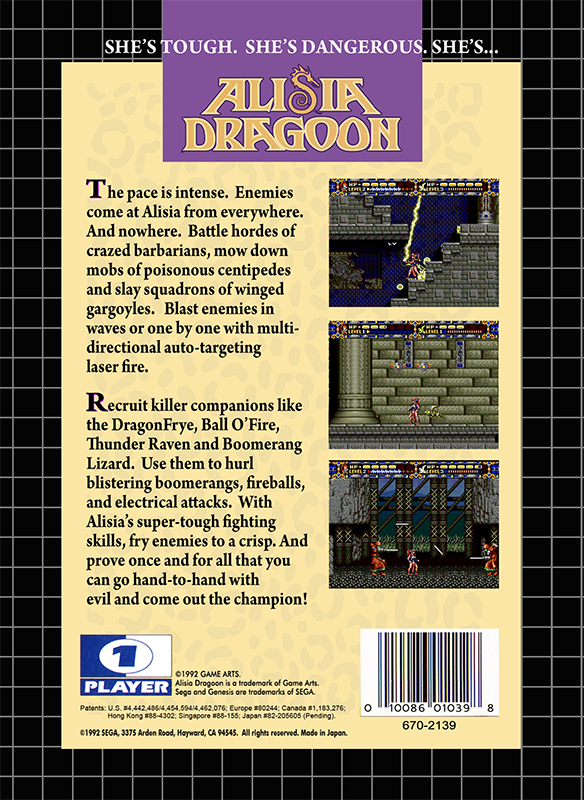 SHE'S TOUGH. SHE'S DANGEROUS. SHE'S...
ALISIA
DRAGOON
The pace is intense. Enemies
come at Alisia from everywhere.
And nowhere. Battle hordes of
crazed barbarians, mow down
mobs of poisonous centipedes
and slay squadrons of winged
gargoyles. Blast enemies in
waves or one by one with multi-
directional auto-targeting
laser fire.
Recruit killer companions like
the DragonFrye, Ball O'Fire,
Thunder Raven and Boomerang
Lizard. Use them to hurl
blistering boomerangs, fireballs,
and electrical attacks. With
Alisia's super-tough fighting
skills, fry enemies to a crisp. And
prove once and for all that you
can go hand-to-hand with
evil and come out the champion!
1
PLAYER
©1992 GAME ARTS.
Alisia Dragoon is a trademark of Game Arts.
Sega and Genesis are trademarks of SEGA.
Patents: U.S. #4,442,486/4,454,594/4,462,076; Europe #80244; Canada #1,183,276;
Hong Kong #88-4302; Singapore #88-155; Japan #82-205605 (Pending).
©1992 SEGA, 3375 Arden Road, Hayward, CA 94545. All rights reserved. Made in Japan.
0 10086 01039 8
670-2139